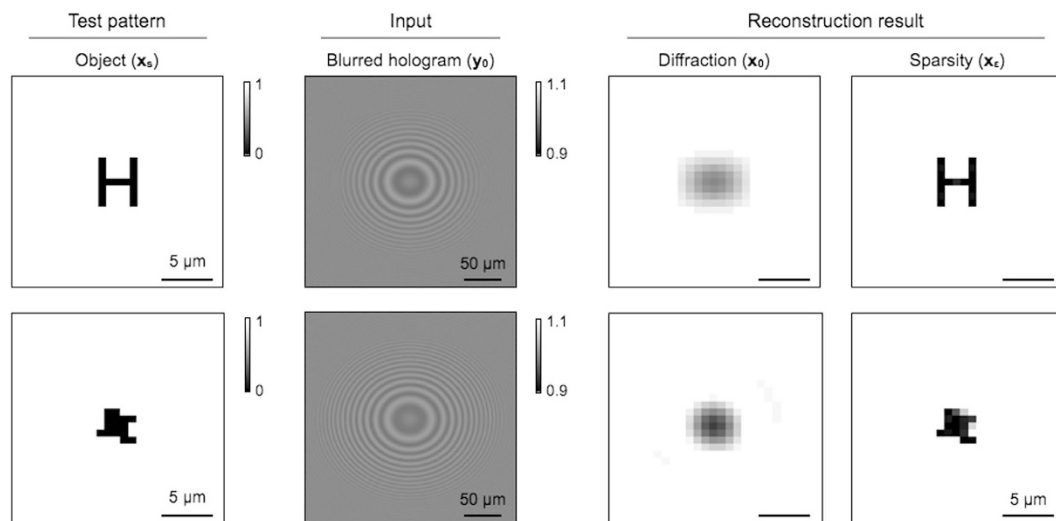 Test pattern
Input
Reconstruction result
Object (xₛ)
Blurred hologram (y₀)
Diffraction (x₀)
Sparsity (xε)
1
0
1.1
0.9
H
H
5 μm
50 μm
1
0
1.1
0.9
5 μm
50 μm
5 μm